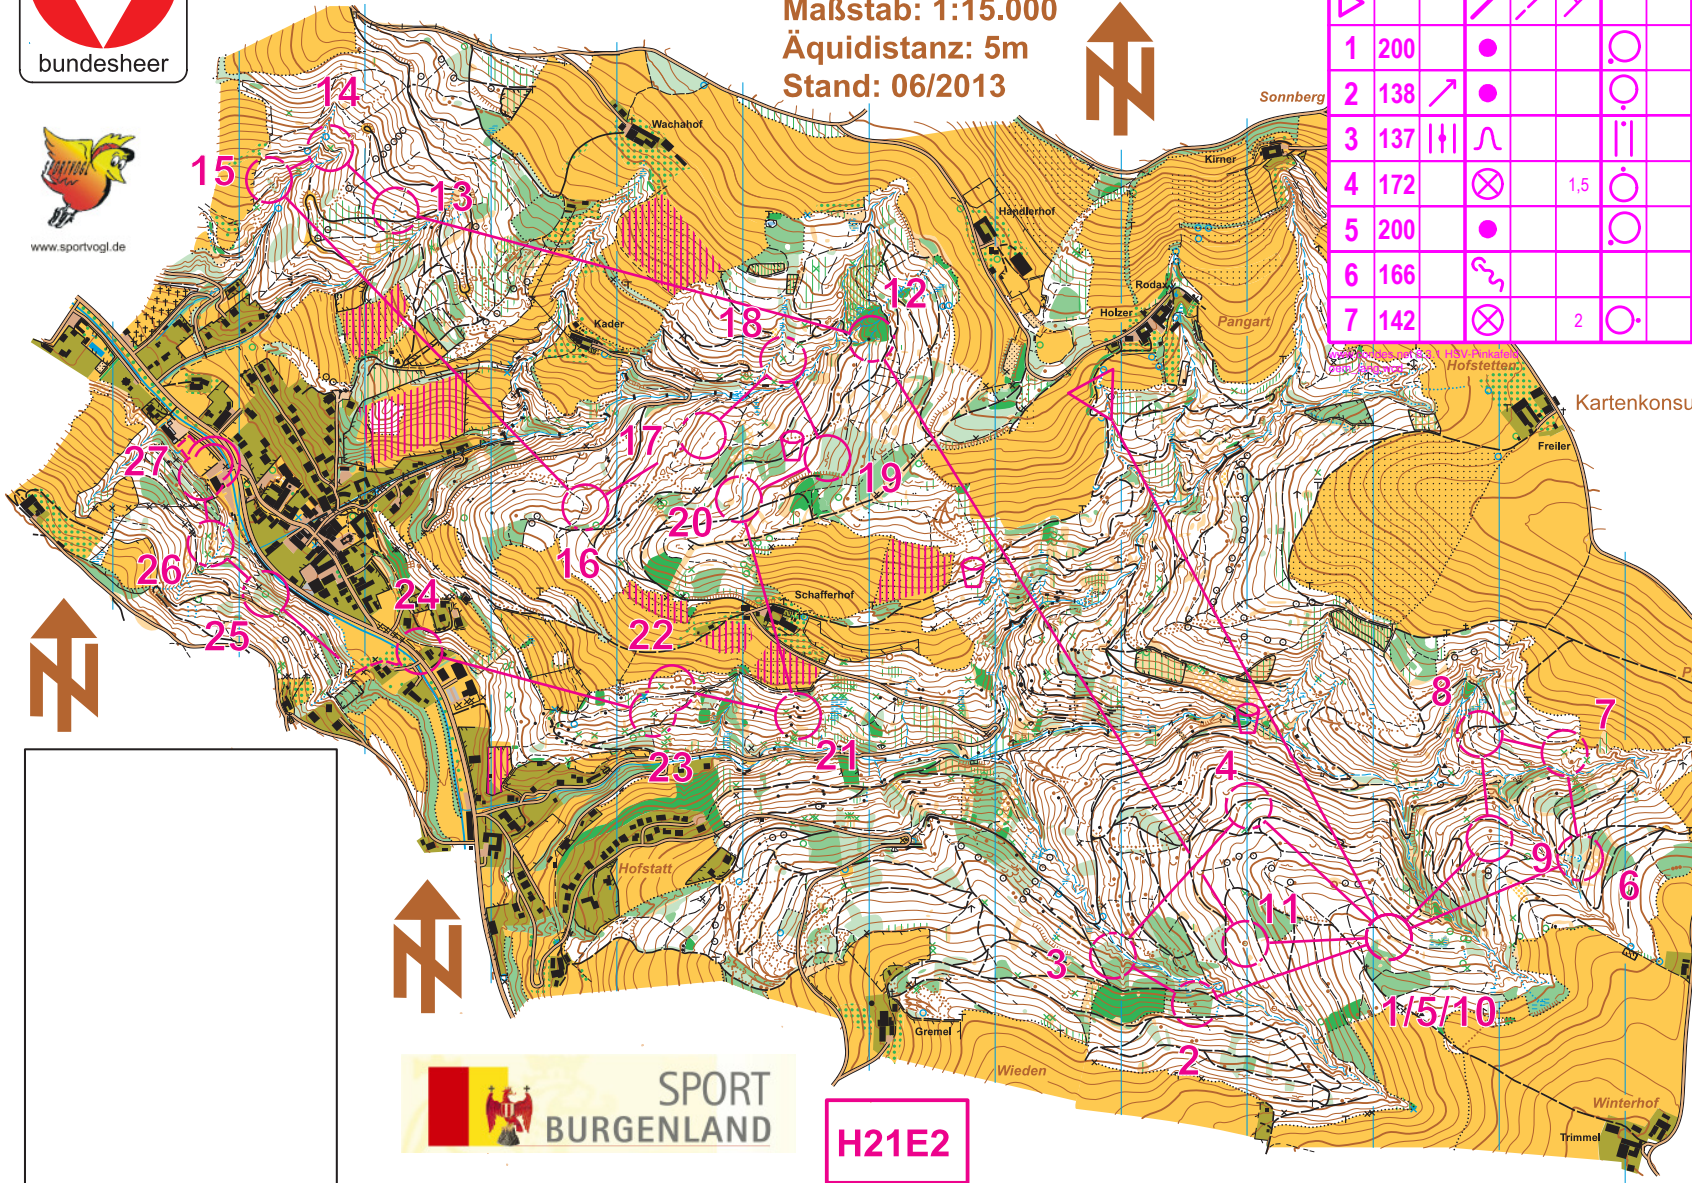 Maßstab: 1:15.000
Äquidistanz: 5m
Stand: 06/2013
bundesheer
SPORTVOGL
www.sportvogl.de
1 200
2 138
3 137
4 172 1,5
5 200
6 166
7 142 2
Kartenkonsu
Sonnberg
Kirner
Wachahof
Handlerhof
Rodax
Holzer
Pangart
Hofstetten
Freiler
Kader
Schafferhof
Hofstatt
Gremel
Wieden
Winterhof
Trimmel
14
15
13
12
18
17
19
20
16
27
26
25
24
22
23
21
8
7
4
9
6
11
3
2
1/5/10
SPORT
BURGENLAND
H21E2